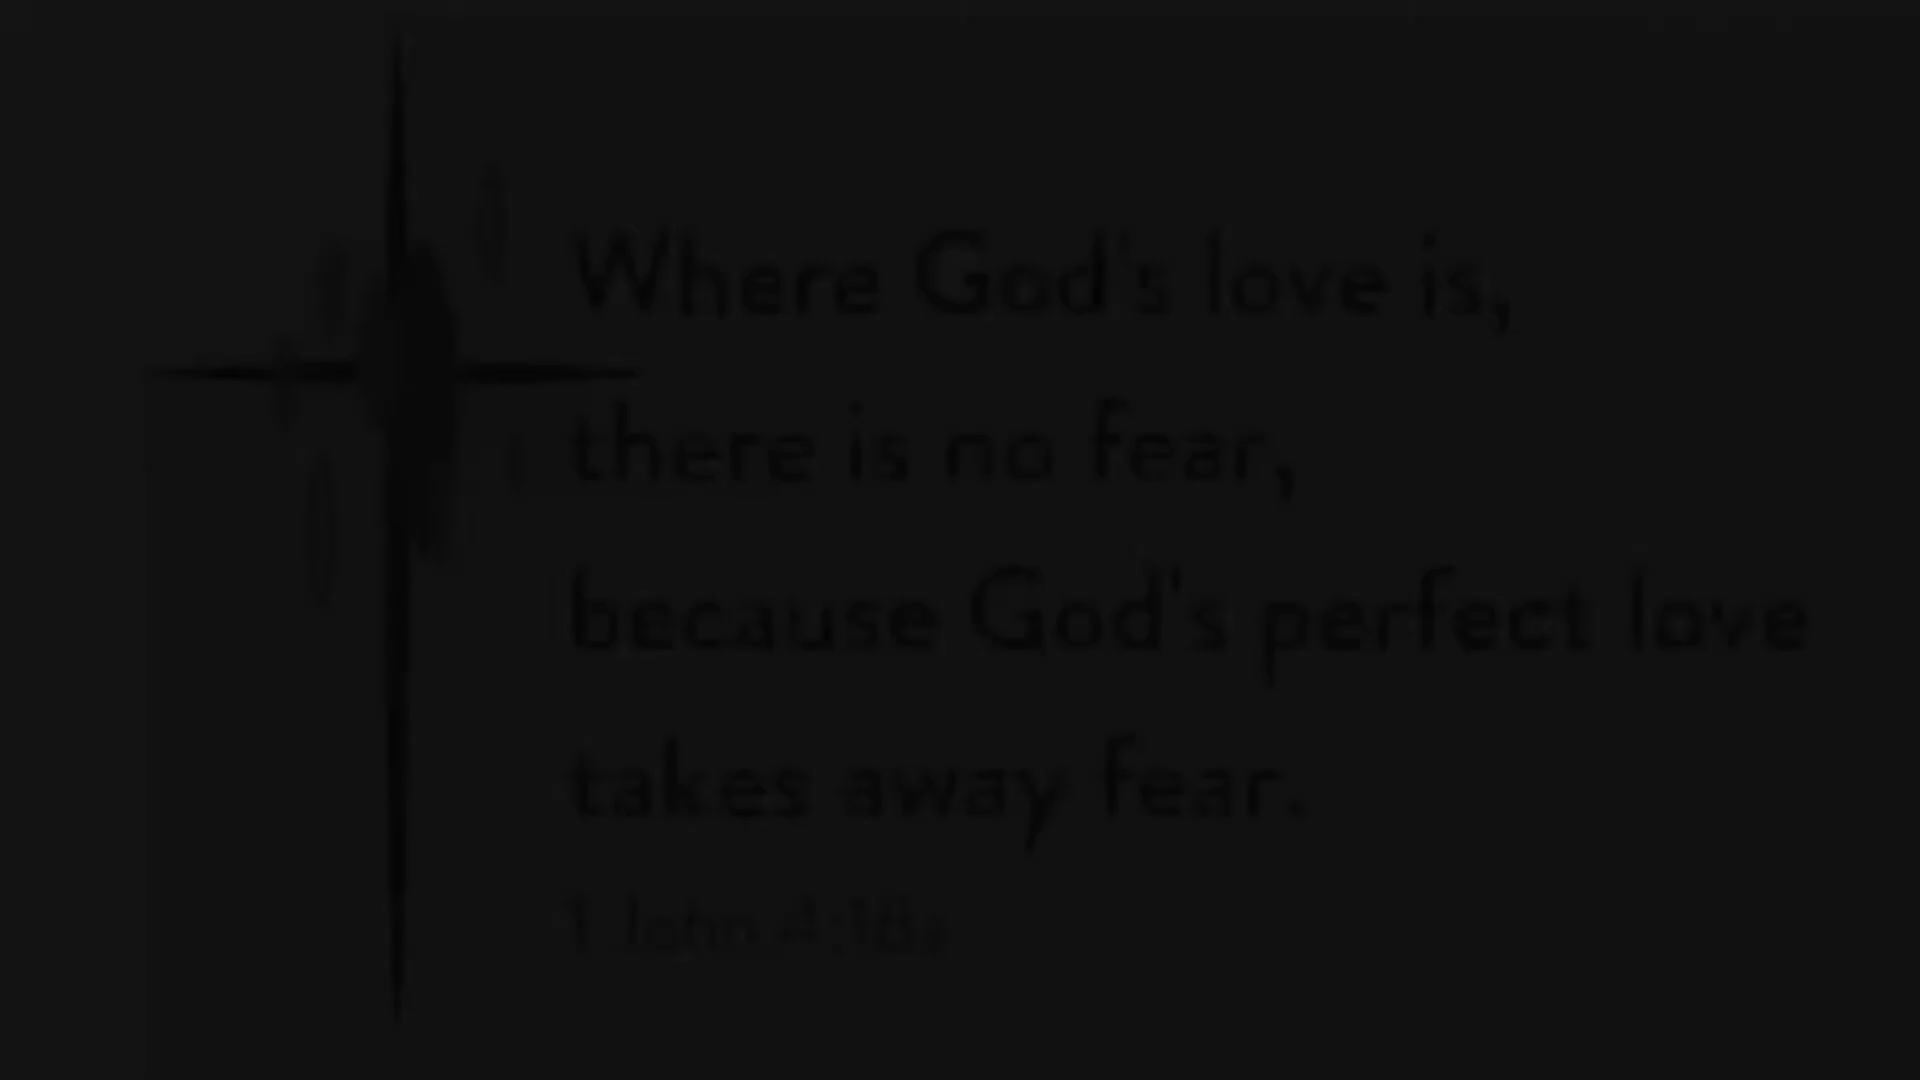 Where God's love is,
there is no fear,
because God's perfect love
takes away fear.
1 John 4:18a